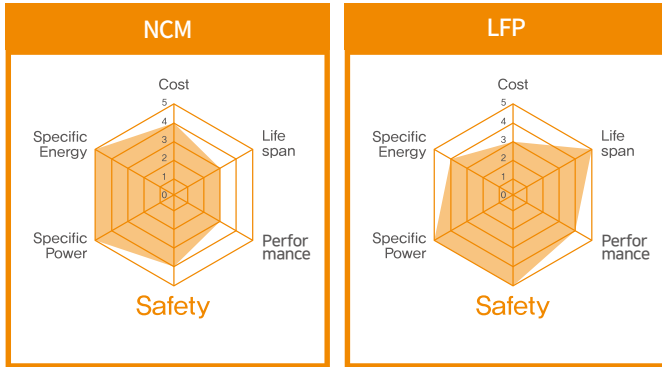 NCM
Cost
5
4
3
2
1
0
Specific
Energy
Life
span
Specific
Power
Perfor
mance
Safety
LFP
Cost
5
4
3
2
1
0
Specific
Energy
Life
span
Specific
Power
Perfor
mance
Safety